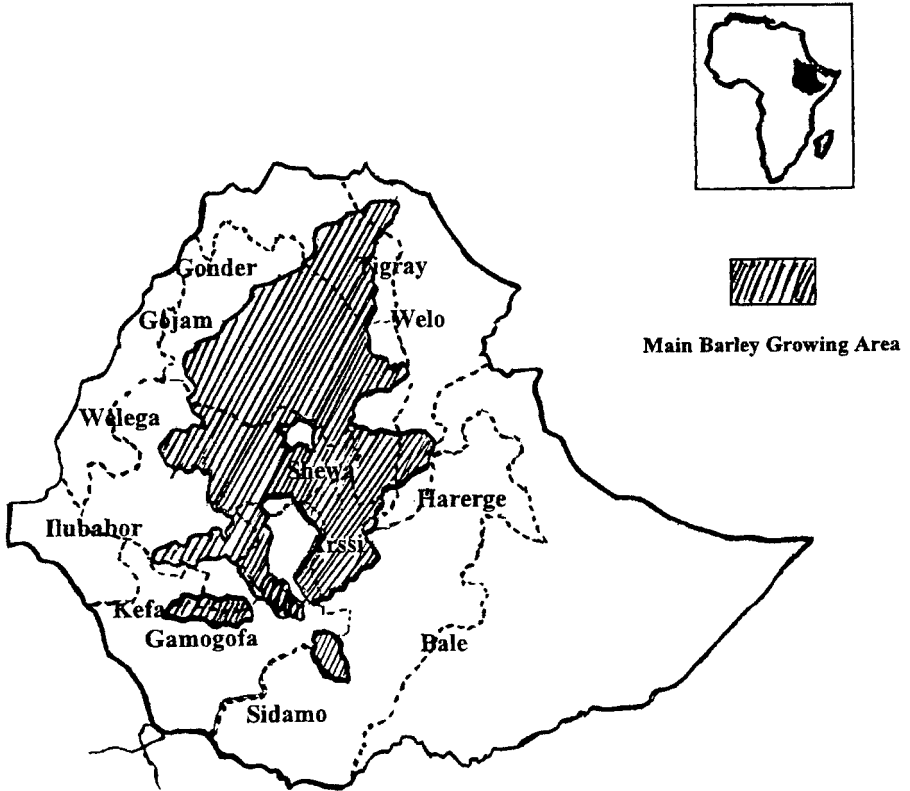 Gonder
Tigray
Gojam
Welo
Main Barley Growing Area
Welega
Shewa
Harerge
Ilubabor
Arssi
Kefa
Gamogofa
Bale
Sidamo